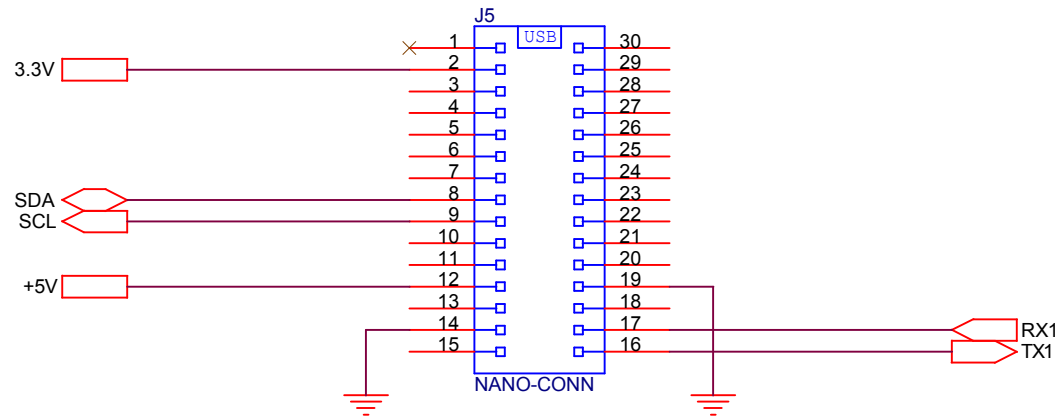 J5
USB
1 30
3.3V 2 29
3 28
4 27
5 26
6 25
7 24
SDA 8 23
SCL 9 22
10 21
11 20
+5V 12 19
13 18
14 17 RX1
15 16 TX1
NANO-CONN